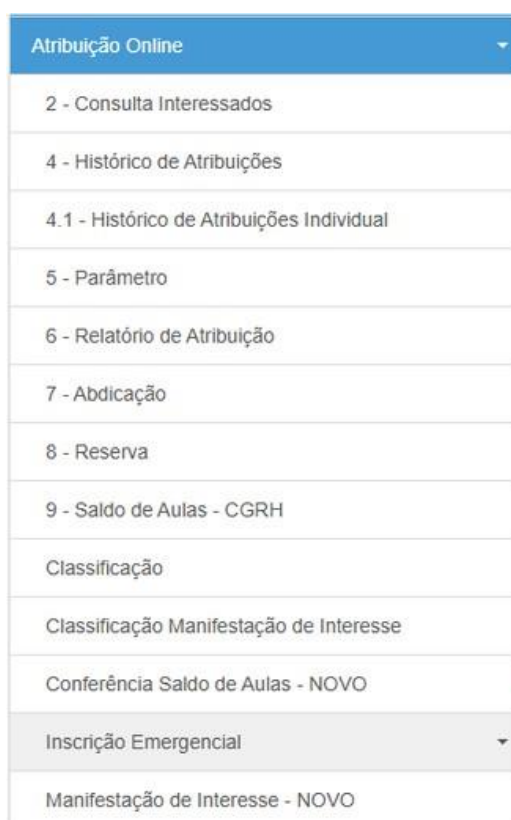 Atribuição Online
2 - Consulta Interessados
4 - Histórico de Atribuições
4.1 - Histórico de Atribuições Individual
5 - Parâmetro
6 - Relatório de Atribuição
7 - Abdicação
8 - Reserva
9 - Saldo de Aulas - CGRH
Classificação
Classificação Manifestação de Interesse
Conferência Saldo de Aulas - NOVO
Inscrição Emergencial
Manifestação de Interesse - NOVO